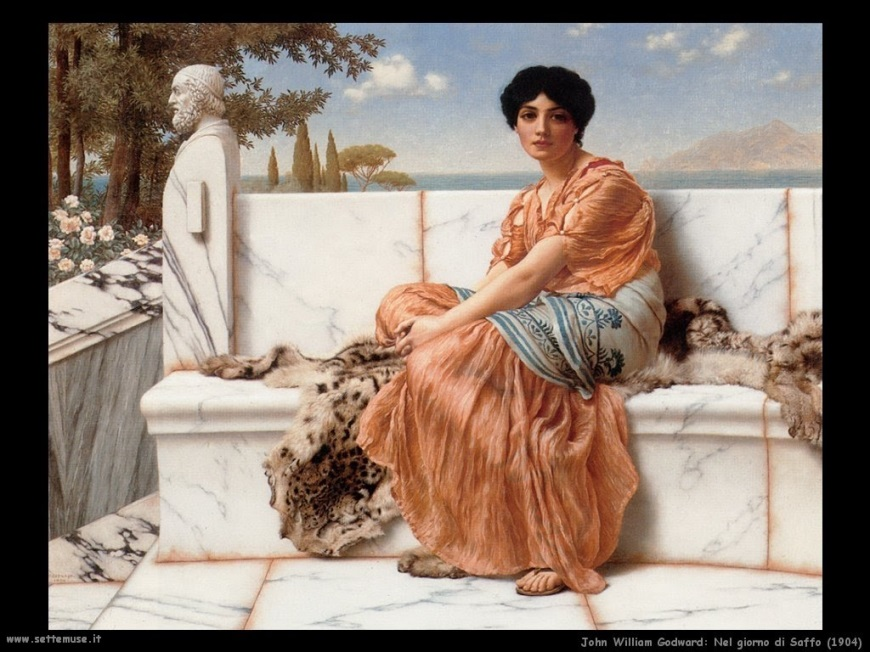 www.settemuse.it
John William Godward: Nel giorno di Saffo (1904)